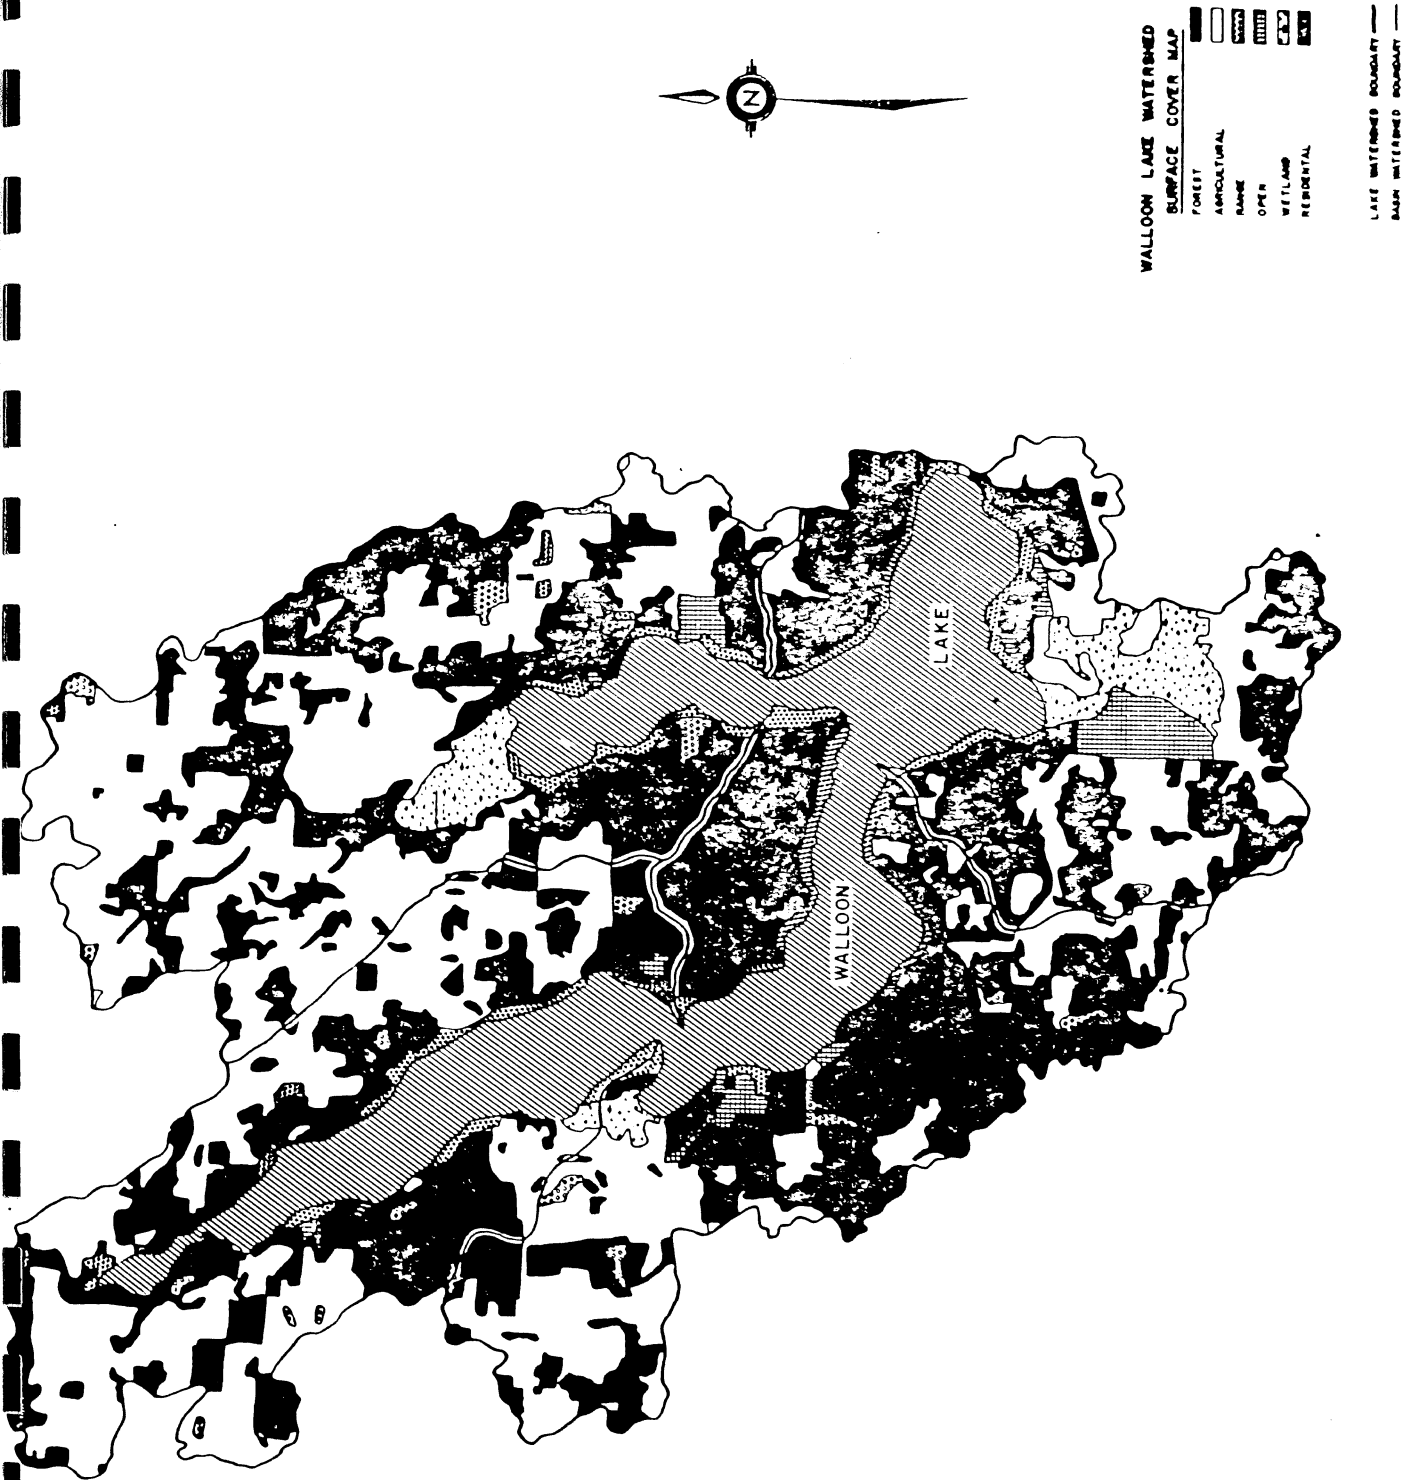 WALLOON LAKE WATERSHED
SURFACE COVER MAP
FOREST
AGRICULTURAL
RANGE
OPEN
WETLAND
RESIDENTAL
LAKE WATERSHED BOUNDARY
BASIN WATERSHED BOUNDARY
N
LAKE
WALLOON